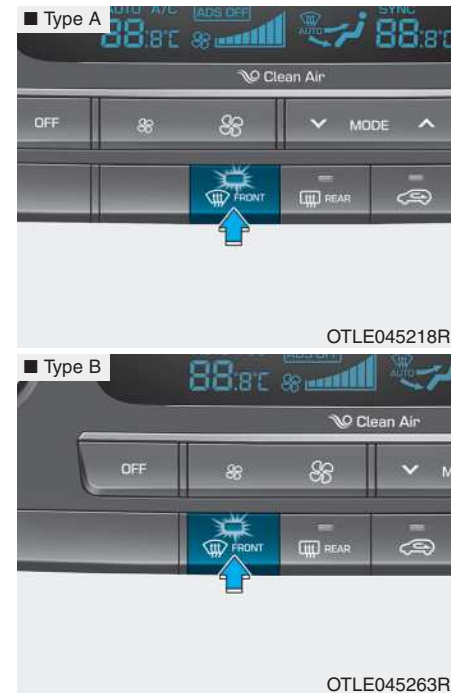 ■ Type A
AUTO A/C ADS OFF SYNC
88:8°C AUTO 88:8°C
Clean Air
OFF MODE
FRONT REAR
OTLE045218R
■ Type B
88:8°C AUTO
Clean Air
OFF M
FRONT REAR
OTLE045263R